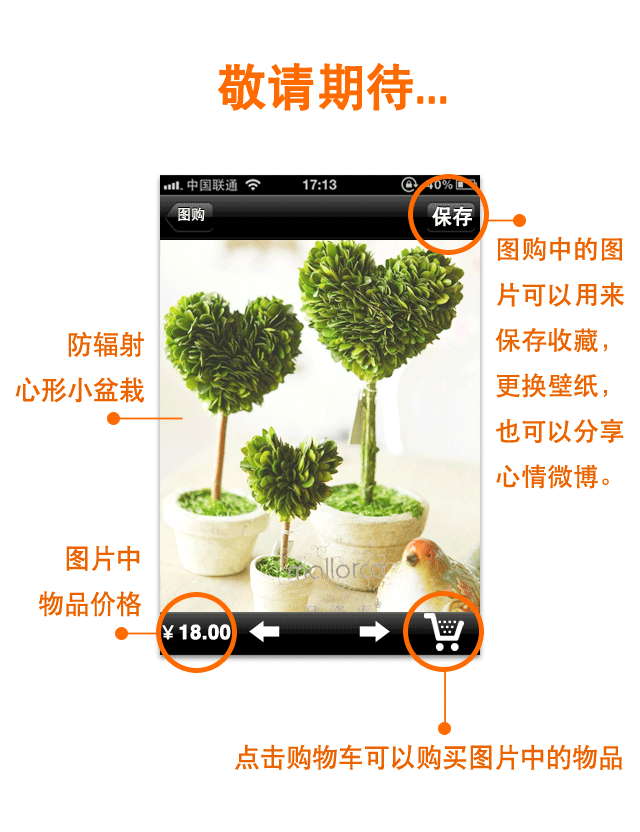 敬请期待...
中国联通 17:13 40%
图购 保存
图购中的图
片可以用来
保存收藏，
更换壁纸，
也可以分享
心情微博。
防辐射
心形小盆栽
mallorca
图片中
物品价格
¥ 18.00
点击购物车可以购买图片中的物品